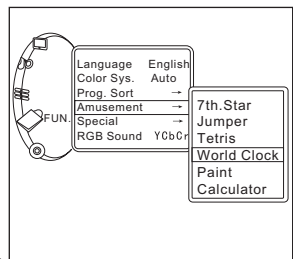 FUN.
Language English
Color Sys. Auto
Prog. Sort →
Amusement →
Special →
RGB Sound YCbCr
7th.Star
Jumper
Tetris
World Clock
Paint
Calculator